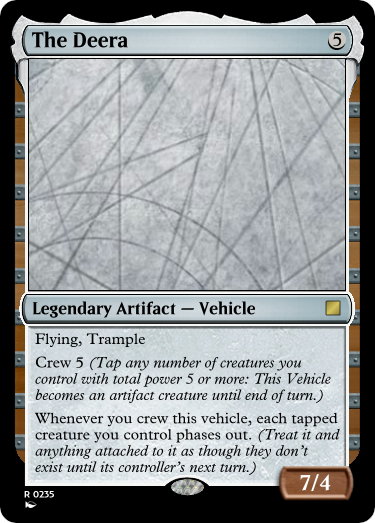 The Deera
5
Legendary Artifact — Vehicle
Flying, Trample
Crew 5 (Tap any number of creatures you
control with total power 5 or more: This Vehicle
becomes an artifact creature until end of turn.)
Whenever you crew this vehicle, each tapped
creature you control phases out. (Treat it and
anything attached to it as though they don't
exist until its controller's next turn.)
7/4
R 0235